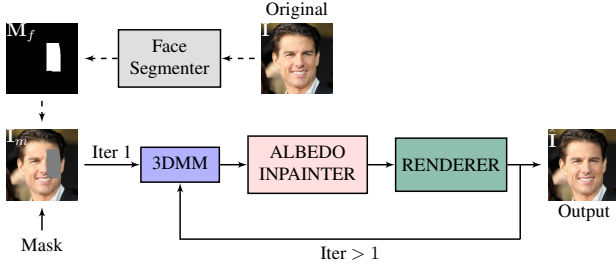 Original
M_f
I
Face
Segmenter
I_m
Iter 1
3DMM
ALBEDO
INPAINTER
RENDERER
Î
Output
Mask
Iter > 1